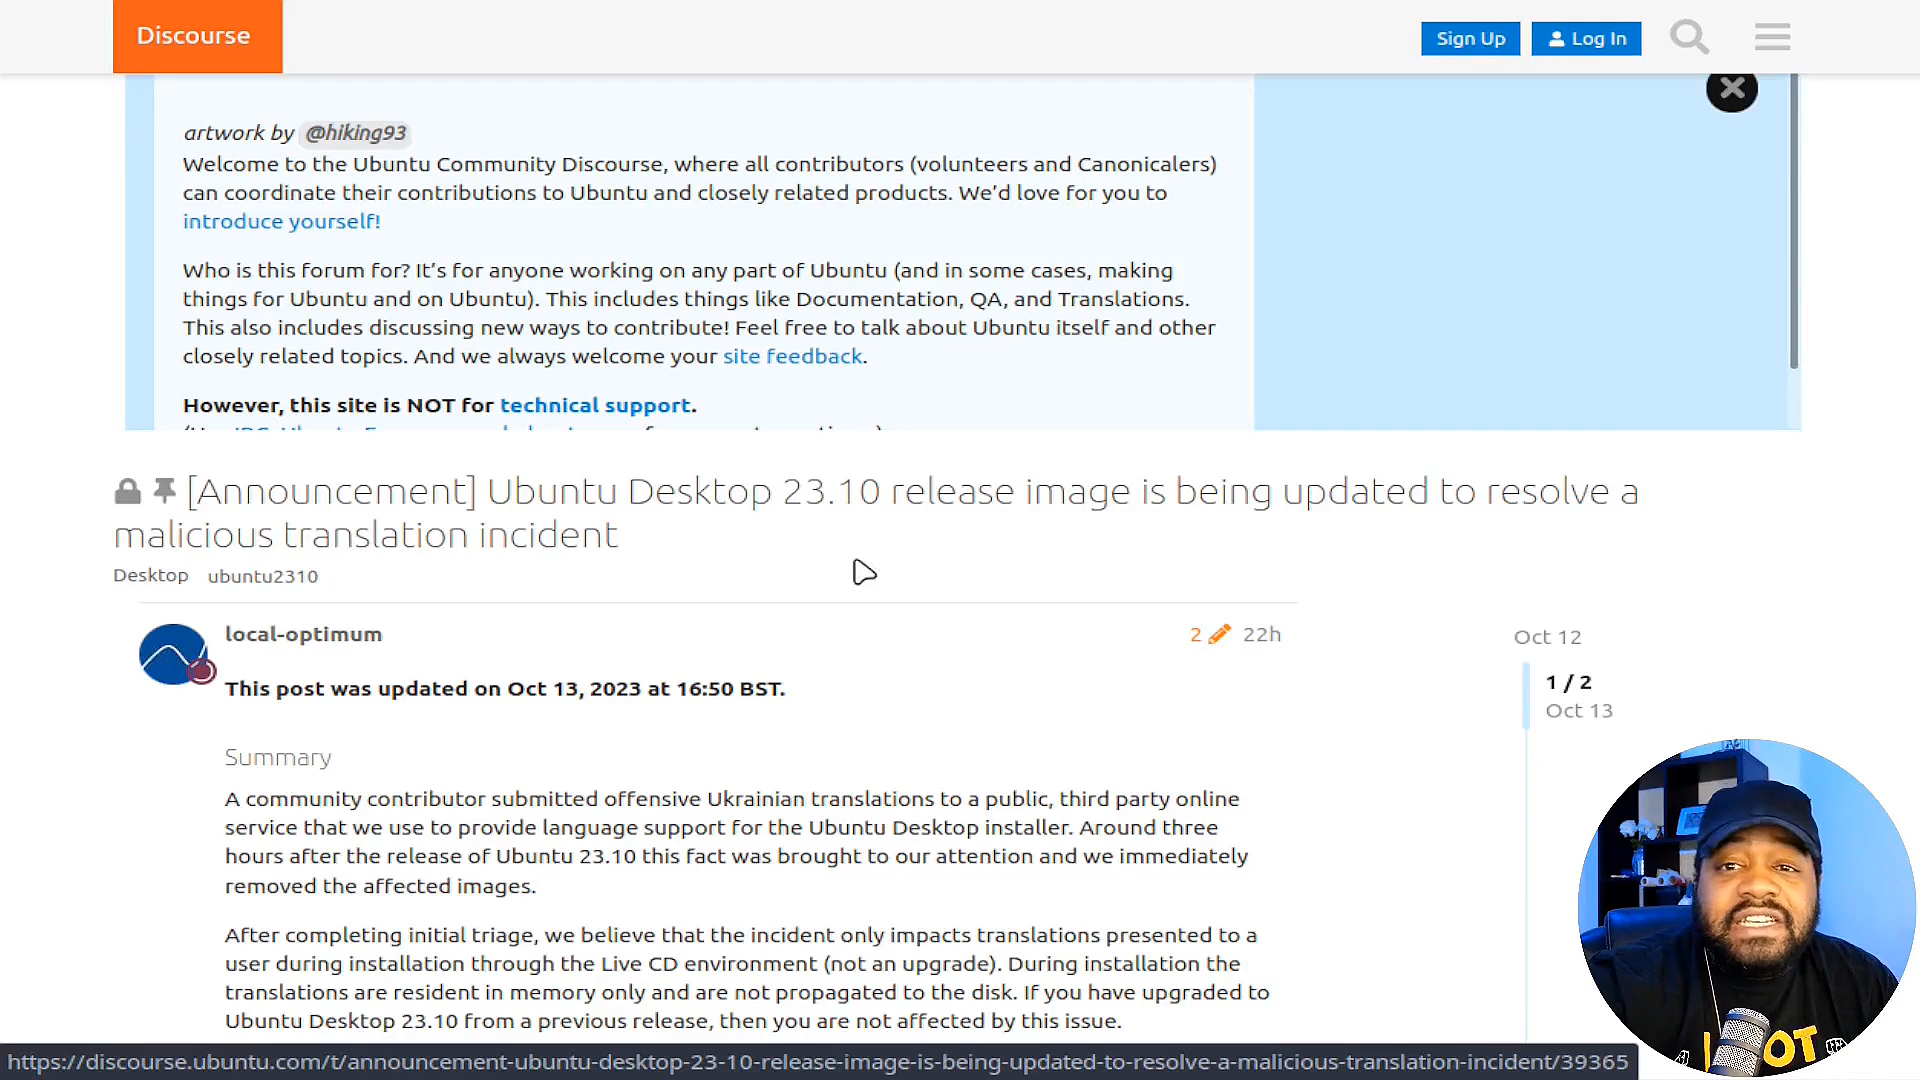 Discourse
Sign Up
Log In
artwork by @hiking93
Welcome to the Ubuntu Community Discourse, where all contributors (volunteers and Canonicalers)
can coordinate their contributions to Ubuntu and closely related products. We’d love for you to
introduce yourself!
Who is this forum for? It’s for anyone working on any part of Ubuntu (and in some cases, making
things for Ubuntu and on Ubuntu). This includes things like Documentation, QA, and Translations.
This also includes discussing new ways to contribute! Feel free to talk about Ubuntu itself and other
closely related topics. And we always welcome your site feedback.
However, this site is NOT for technical support.
[Announcement] Ubuntu Desktop 23.10 release image is being updated to resolve a
malicious translation incident
Desktop ubuntu2310
local-optimum
2 22h
Oct 12
This post was updated on Oct 13, 2023 at 16:50 BST.
1 / 2
Oct 13
Summary
A community contributor submitted offensive Ukrainian translations to a public, third party online
service that we use to provide language support for the Ubuntu Desktop installer. Around three
hours after the release of Ubuntu 23.10 this fact was brought to our attention and we immediately
removed the affected images.
After completing initial triage, we believe that the incident only impacts translations presented to a
user during installation through the Live CD environment (not an upgrade). During installation the
translations are resident in memory only and are not propagated to the disk. If you have upgraded to
Ubuntu Desktop 23.10 from a previous release, then you are not affected by this issue.
https://discourse.ubuntu.com/t/announcement-ubuntu-desktop-23-10-release-image-is-being-updated-to-resolve-a-malicious-translation-incident/39365